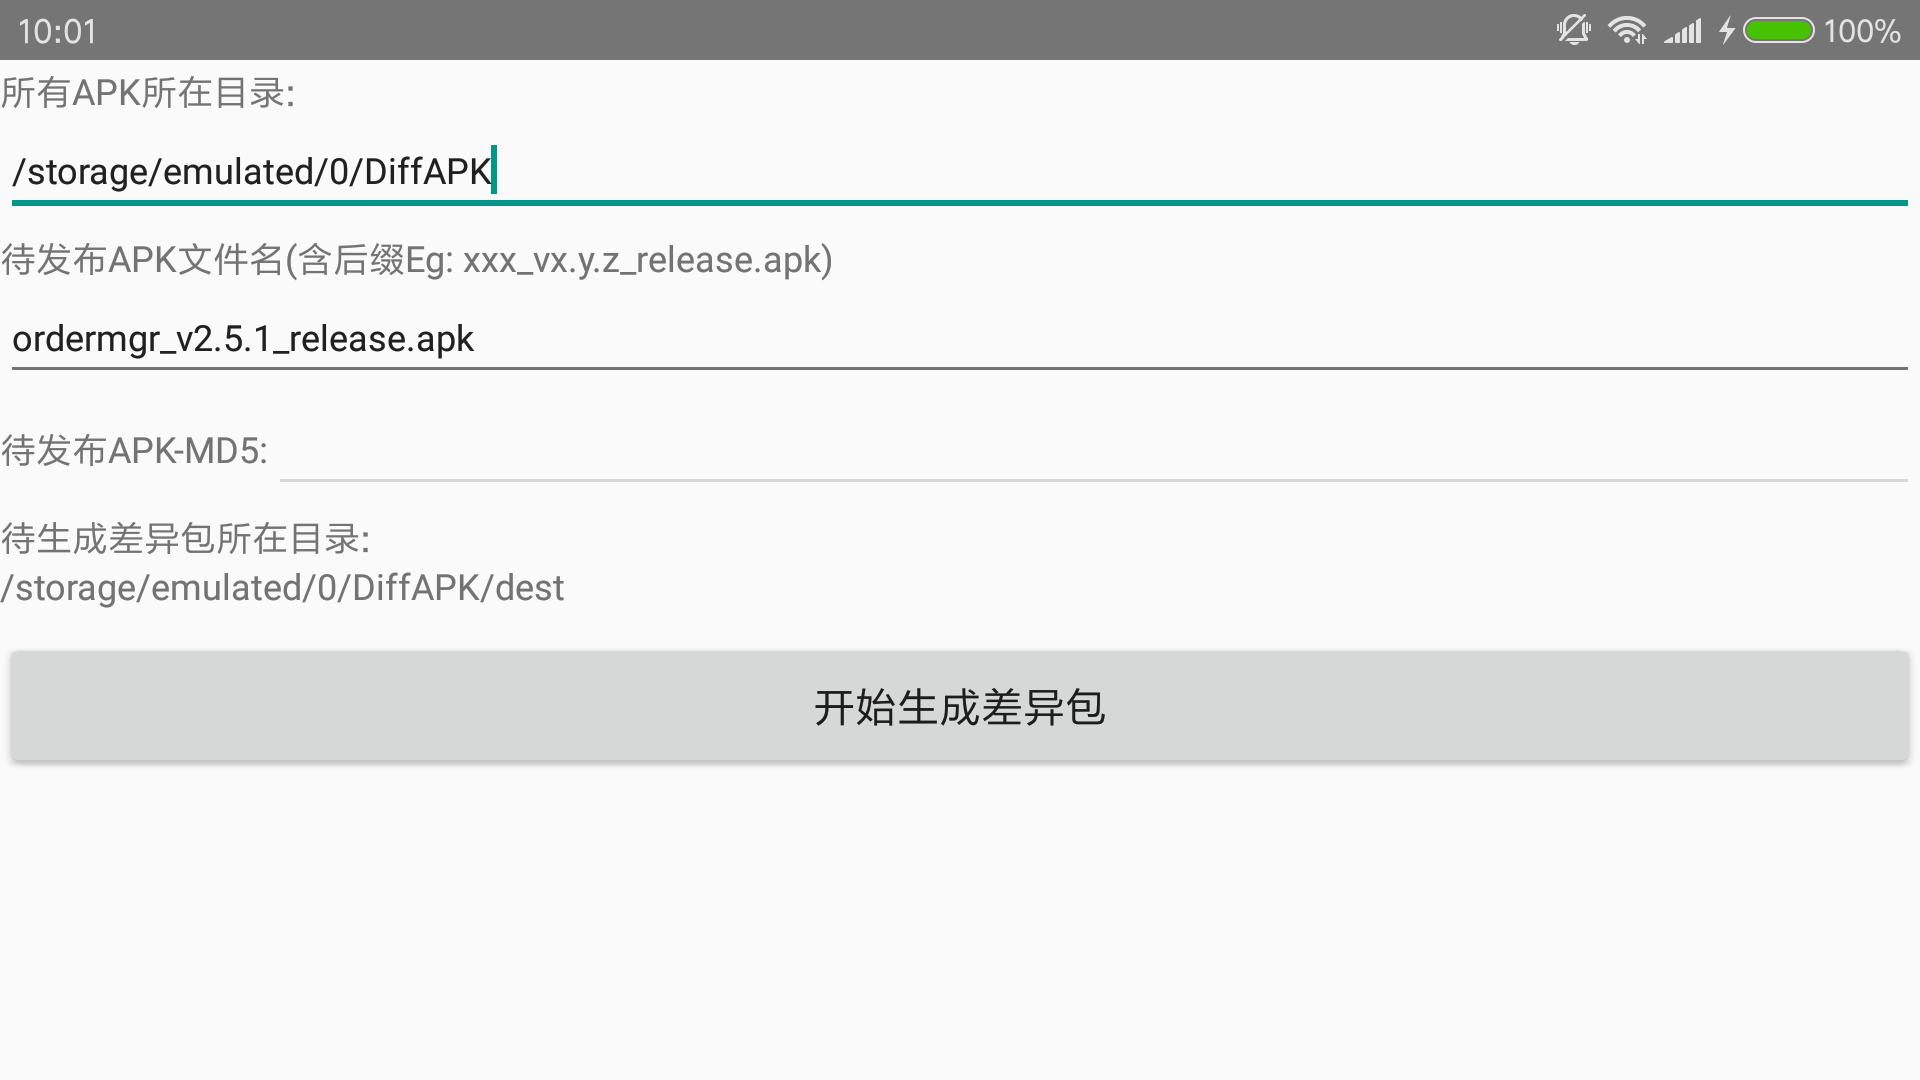 10:01 100%
所有APK所在目录:
/storage/emulated/0/DiffAPK
待发布APK文件名(含后缀Eg: xxx_vx.y.z_release.apk)
ordermgr_v2.5.1_release.apk
待发布APK-MD5:
待生成差异包所在目录:
/storage/emulated/0/DiffAPK/dest
开始生成差异包